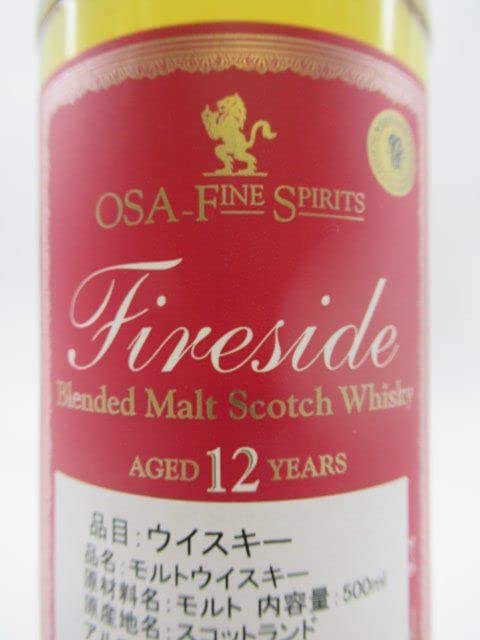 OSA-FINE SPIRITS
Fireside
Blended Malt Scotch Whisky
AGED 12 YEARS
品目：ウイスキー
品名：モルトウイスキー
原材料名：モルト 内容量：500ml
原産地名：スコットランド